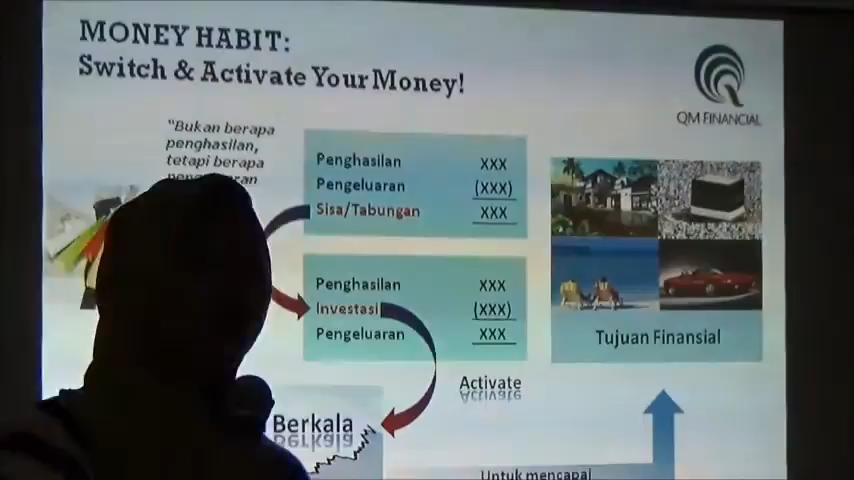 MONEY HABIT:
Switch & Activate Your Money!
QM FINANCIAL
"Bukan berapa
penghasilan,
tetapi berapa
Penghasilan XXX
Pengeluaran (XXX)
Sisa/Tabungan XXX
Penghasilan XXX
Investasi (XXX)
Pengeluaran XXX
Tujuan Finansial
Activate
Berkala
Untuk mencapai